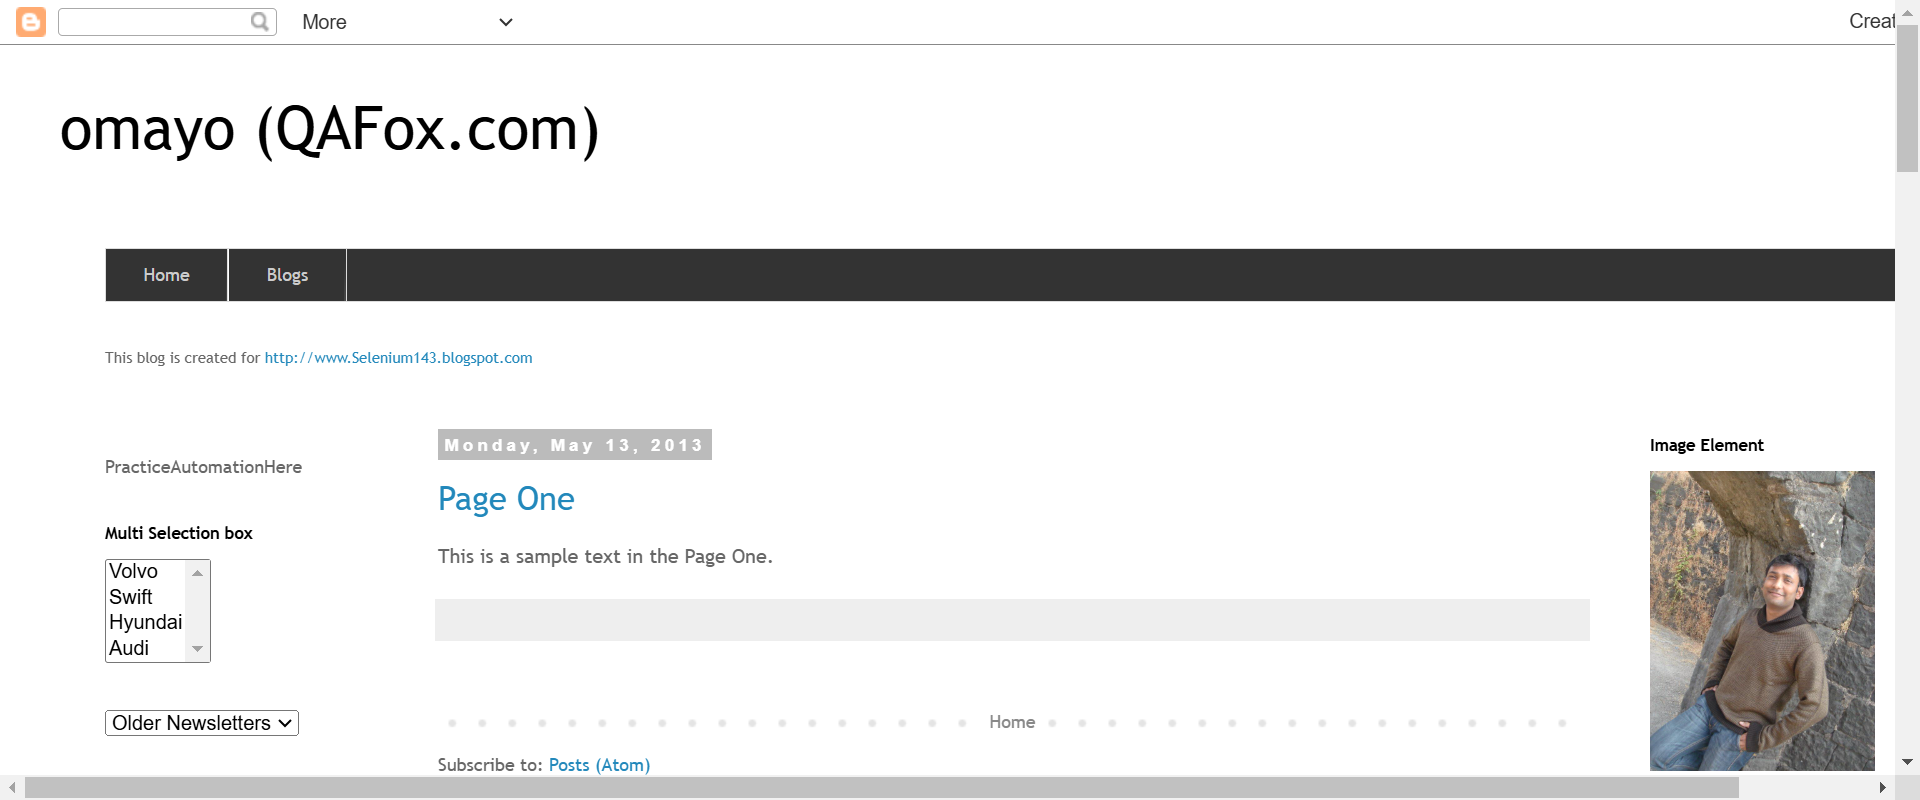 More
Creat
omayo (QAFox.com)
Home
Blogs
This blog is created for http://www.Selenium143.blogspot.com
PracticeAutomationHere
Multi Selection box
Volvo
Swift
Hyundai
Audi
Older Newsletters
Monday, May 13, 2013
Page One
This is a sample text in the Page One.
Home
Subscribe to: Posts (Atom)
Image Element